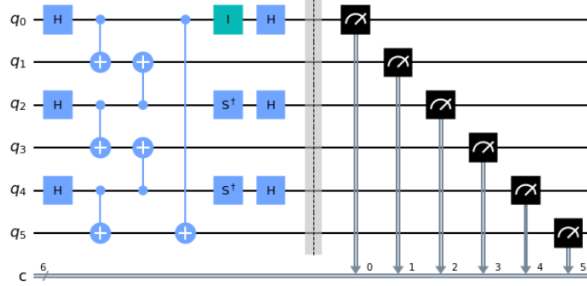 q0 H I H
q1
q2 H S† H
q3
q4 H S† H
q5
c 6 0 1 2 3 4 5